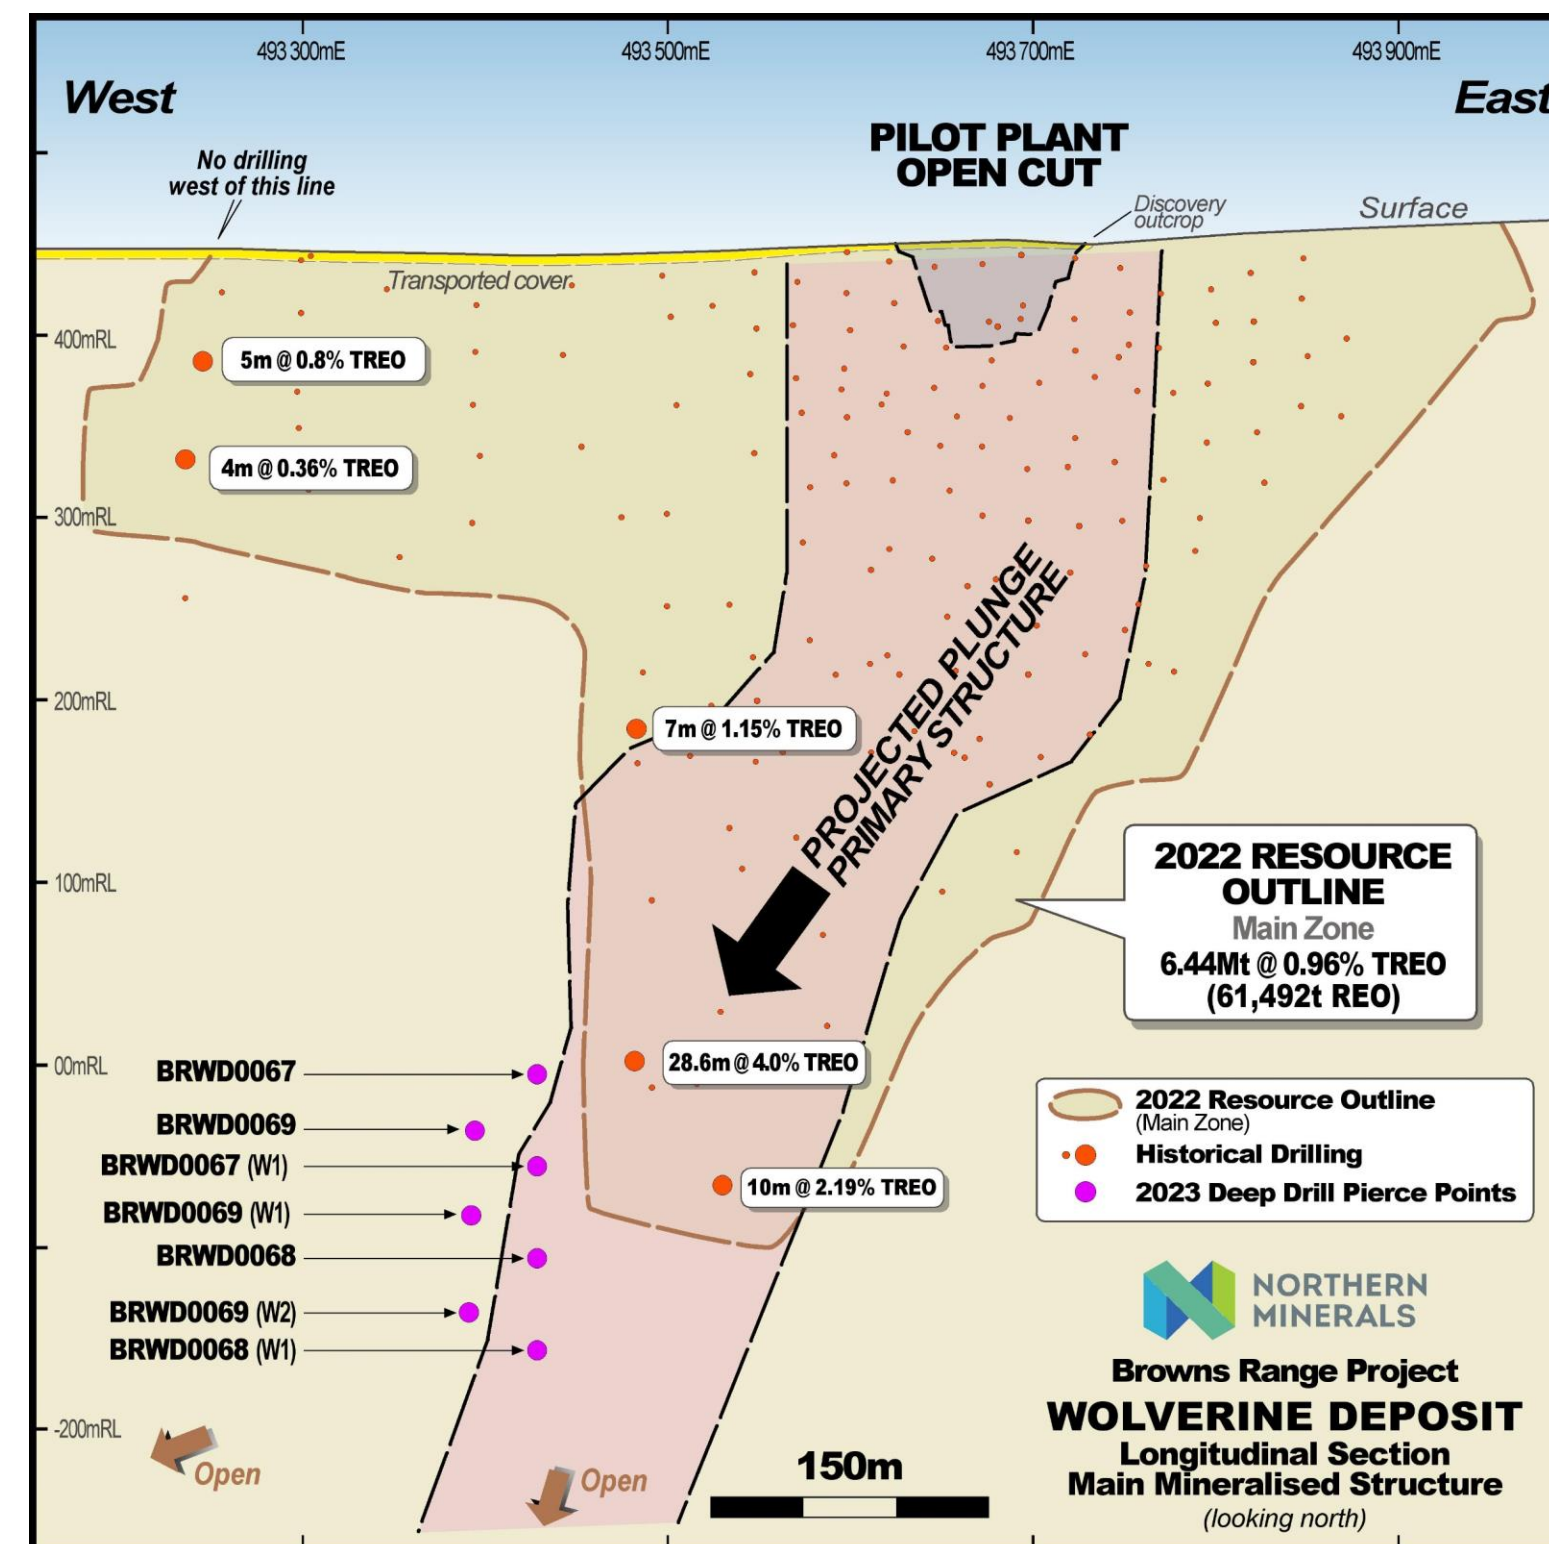 493 300mE
493 500mE
493 700mE
493 900mE
West
East
PILOT PLANT
OPEN CUT
No drilling
west of this line
Discovery
outcrop
Surface
Transported cover
400mRL
5m @ 0.8% TREO
4m @ 0.36% TREO
300mRL
PROJECTED PLUNGE
PRIMARY STRUCTURE
200mRL
7m @ 1.15% TREO
2022 RESOURCE
OUTLINE
Main Zone
6.44Mt @ 0.96% TREO
(61,492t REO)
100mRL
00mRL
28.6m @ 4.0% TREO
10m @ 2.19% TREO
BRWD0067
BRWD0069
BRWD0067 (W1)
BRWD0069 (W1)
BRWD0068
BRWD0069 (W2)
BRWD0068 (W1)
2022 Resource Outline
(Main Zone)
Historical Drilling
2023 Deep Drill Pierce Points
NORTHERN
MINERALS
Browns Range Project
WOLVERINE DEPOSIT
Longitudinal Section
Main Mineralised Structure
(looking north)
-200mRL
Open
Open
150m